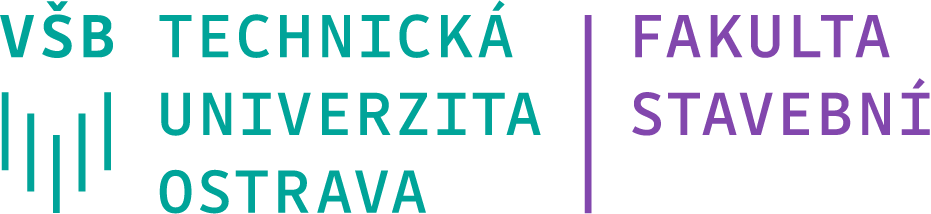 VŠB TECHNICKÁ
UNIVERZITA
OSTRAVA
FAKULTA
STAVEBNÍ